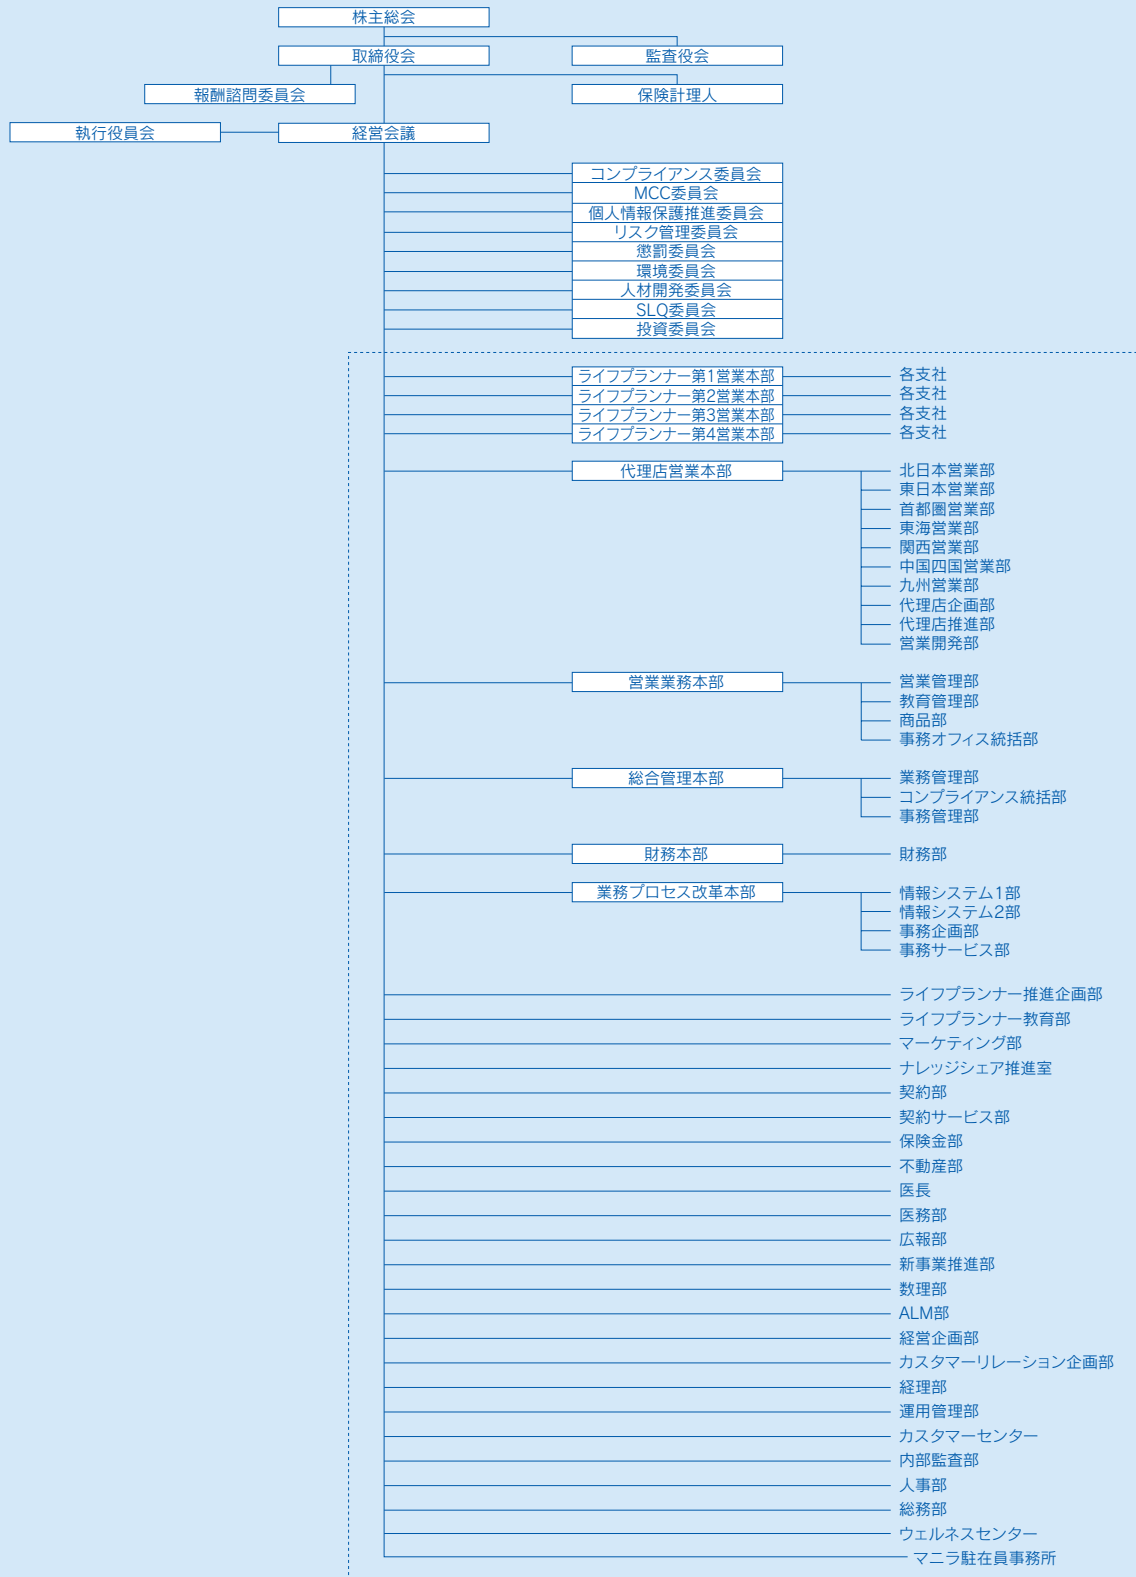 株主総会
取締役会
監査役会
報酬諮問委員会
保険計理人
執行役員会
経営会議
コンプライアンス委員会
MCC委員会
個人情報保護推進委員会
リスク管理委員会
懲罰委員会
環境委員会
人材開発委員会
SLQ委員会
投資委員会
ライフプランナー第1営業本部 各支社
ライフプランナー第2営業本部 各支社
ライフプランナー第3営業本部 各支社
ライフプランナー第4営業本部 各支社
代理店営業本部 北日本営業部
東日本営業部
首都圏営業部
東海営業部
関西営業部
中国四国営業部
九州営業部
代理店企画部
代理店推進部
営業開発部
営業業務本部 営業管理部
教育管理部
商品部
事務オフィス統括部
総合管理本部 業務管理部
コンプライアンス統括部
事務管理部
財務本部 財務部
業務プロセス改革本部 情報システム1部
情報システム2部
事務企画部
事務サービス部
ライフプランナー推進企画部
ライフプランナー教育部
マーケティング部
ナレッジシェア推進室
契約部
契約サービス部
保険金部
不動産部
医長
医務部
広報部
新事業推進部
数理部
ALM部
経営企画部
カスタマーリレーション企画部
経理部
運用管理部
カスタマーセンター
内部監査部
人事部
総務部
ウェルネスセンター
マニラ駐在員事務所